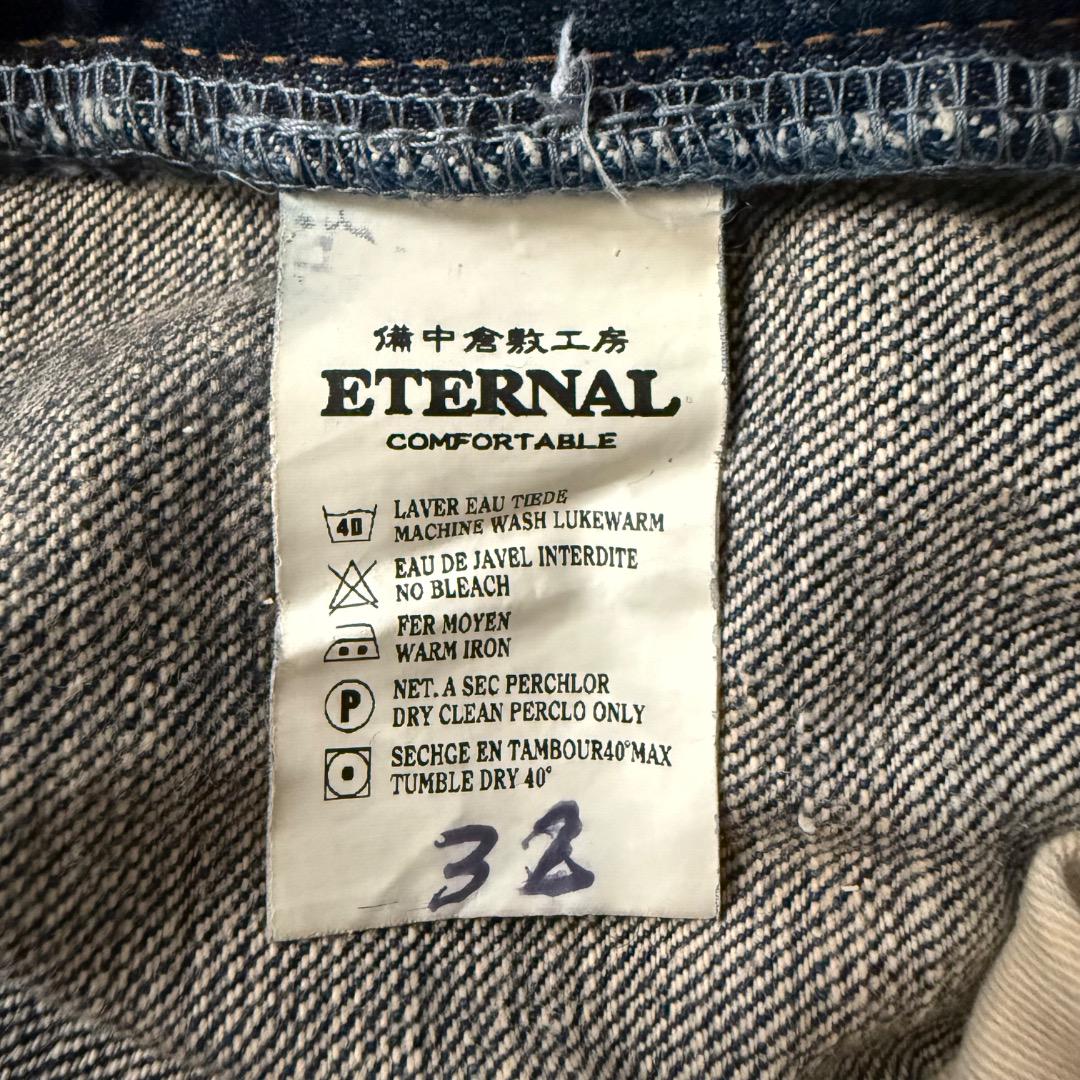 備中倉敷工房
ETERNAL
COMFORTABLE
40
LAVER EAU TIEDE
MACHINE WASH LUKEWARM
EAU DE JAVEL INTERDITE
NO BLEACH
FER MOYEN
WARM IRON
P
NET. A SEC PERCHLOR
DRY CLEAN PERCLO ONLY
SECHGE EN TAMBOUR40°MAX
TUMBLE DRY 40°
32